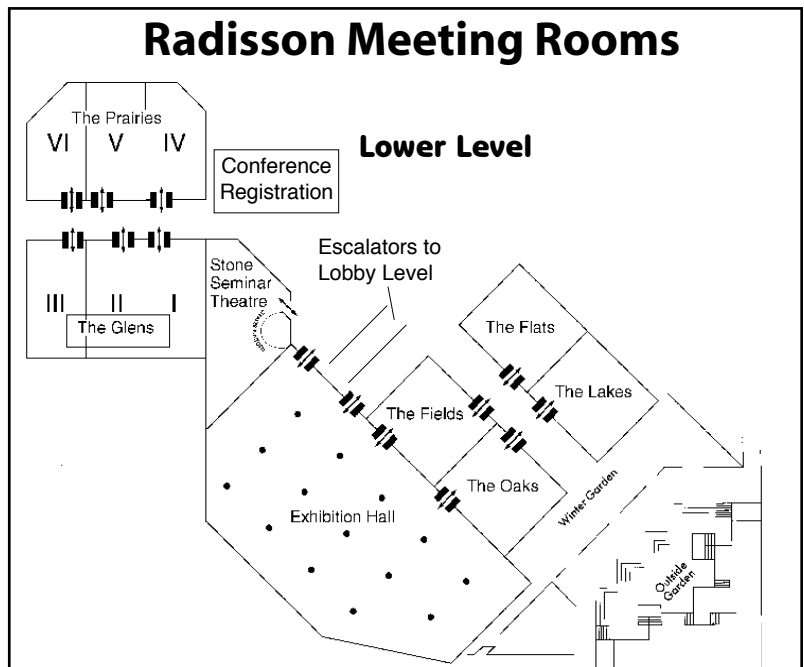 Radisson Meeting Rooms
Lower Level
The Prairies
VI V IV
Conference
Registration
Escalators to
Lobby Level
Stone
Seminar
Theatre
III II I
The Glens
The Flats
The Lakes
The Fields
The Oaks
Exhibition Hall
Winter Garden
Outside
Garden